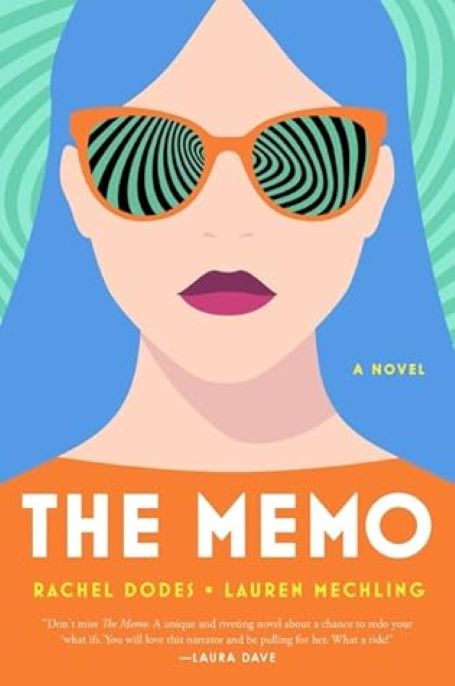 A NOVEL
THE MEMO
RACHEL DODES • LAUREN MECHLING
"Don't miss The Memo. A unique and riveting novel about a chance to redo your
'what ifs. You will love this narrator and be pulling for her. What a ride!"
—LAURA DAVE